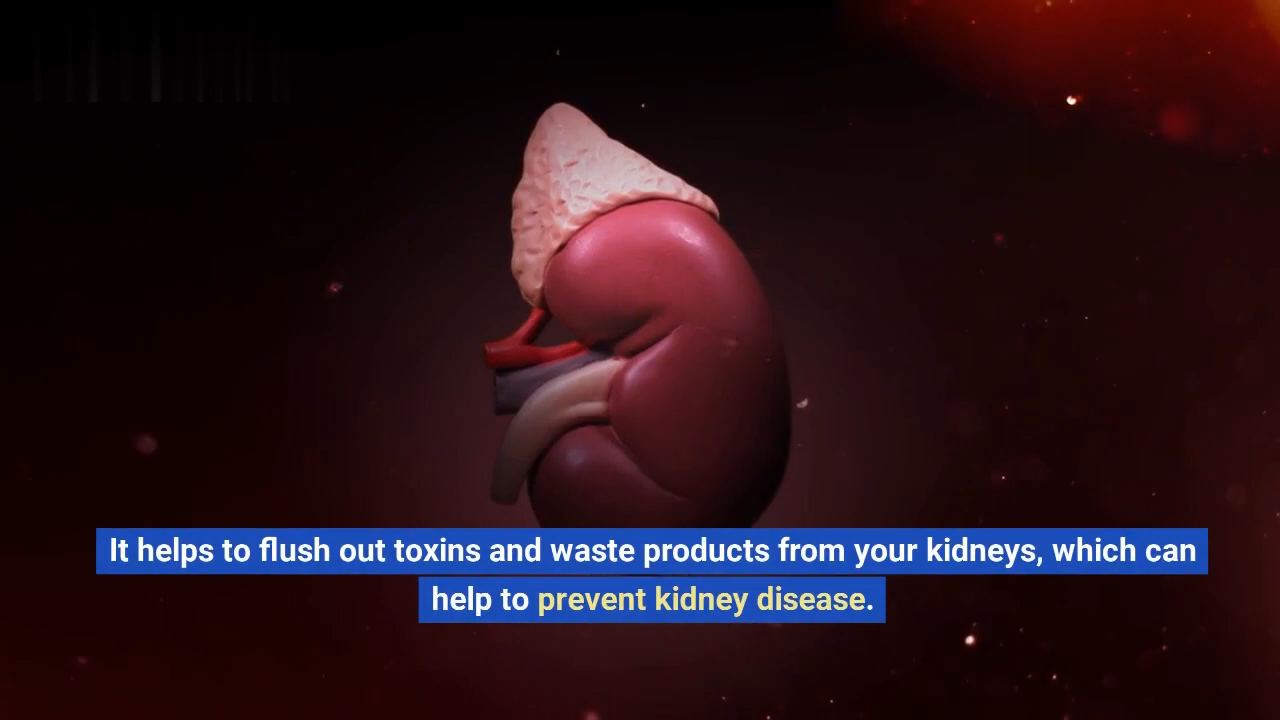 It helps to flush out toxins and waste products from your kidneys, which can
help to prevent kidney disease.